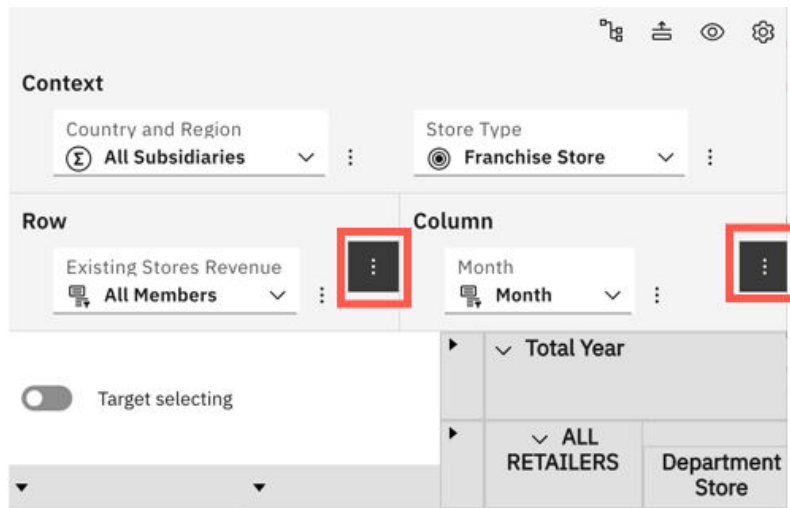 Context
Country and Region
All Subsidiaries
Store Type
Franchise Store
Row
Column
Existing Stores Revenue
All Members
Month
Month
Total Year
Target selecting
ALL
RETAILERS
Department
Store